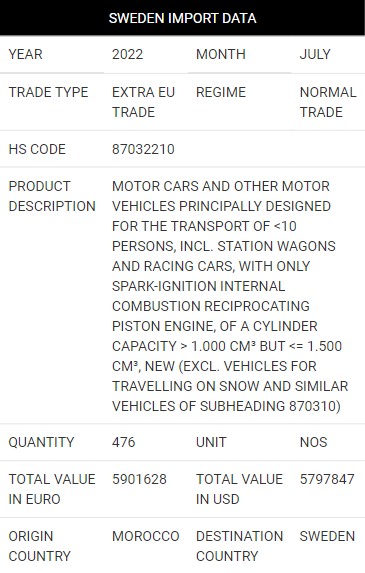 SWEDEN IMPORT DATA
YEAR 2022 MONTH JULY
TRADE TYPE EXTRA EU TRADE REGIME NORMAL TRADE
HS CODE 87032210
PRODUCT DESCRIPTION
MOTOR CARS AND OTHER MOTOR
VEHICLES PRINCIPALLY DESIGNED
FOR THE TRANSPORT OF <10
PERSONS, INCL. STATION WAGONS
AND RACING CARS, WITH ONLY
SPARK-IGNITION INTERNAL
COMBUSTION RECIPROCATING
PISTON ENGINE, OF A CYLINDER
CAPACITY > 1.000 CM³ BUT <= 1.500
CM³, NEW (EXCL. VEHICLES FOR
TRAVELLING ON SNOW AND SIMILAR
VEHICLES OF SUBHEADING 870310)
QUANTITY 476 UNIT NOS
TOTAL VALUE IN EURO 5901628 TOTAL VALUE IN USD 5797847
ORIGIN COUNTRY MOROCCO DESTINATION COUNTRY SWEDEN